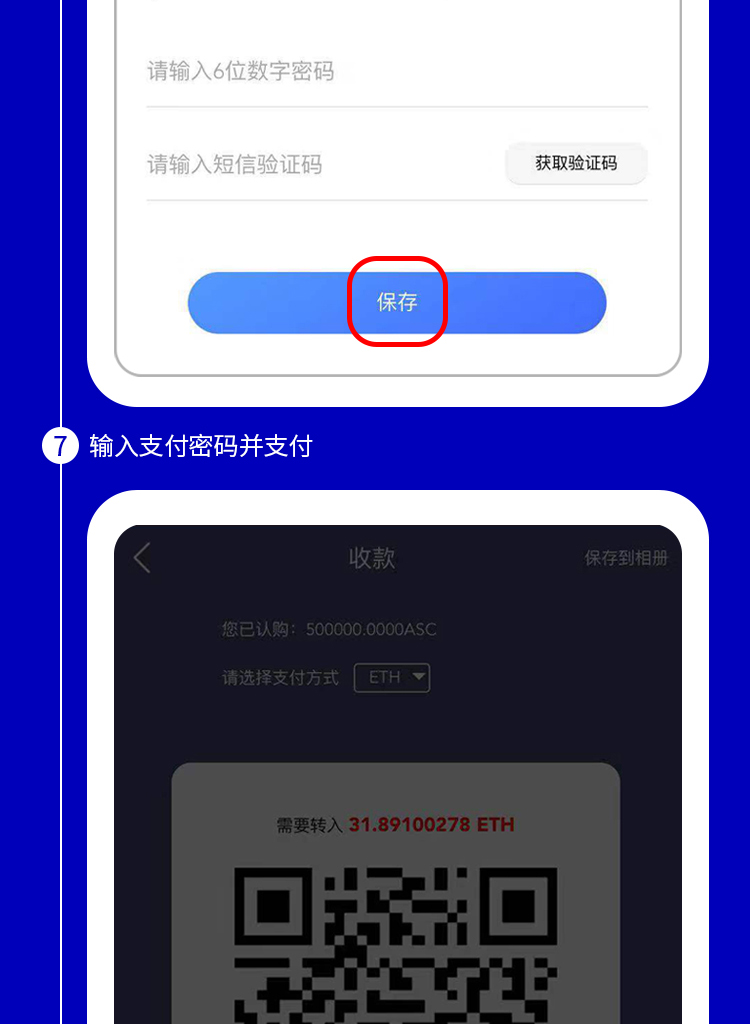 请输入6位数字密码
请输入短信验证码
获取验证码
保存
7 输入支付密码并支付
收款
保存到相册
您已认购：500000.0000ASC
请选择支付方式 ETH
需要转入 31.89100278 ETH